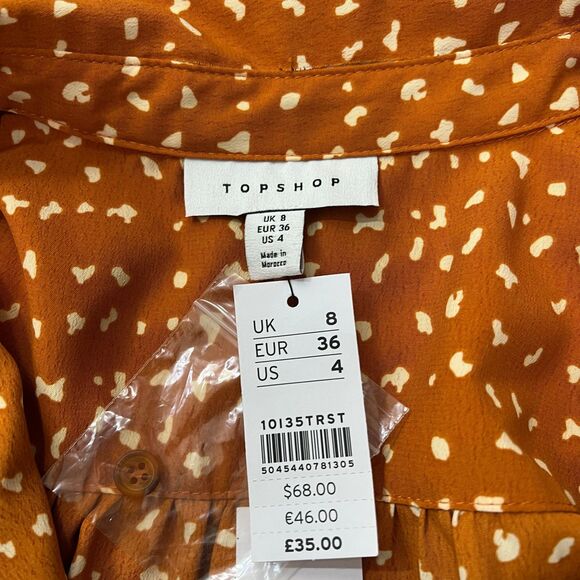 TOPSHOP
UK 8
EUR 36
US 4
Made in
Morocco
UK 8
EUR 36
US 4
10I35TRST
5045440781305
$68.00
€46.00
£35.00